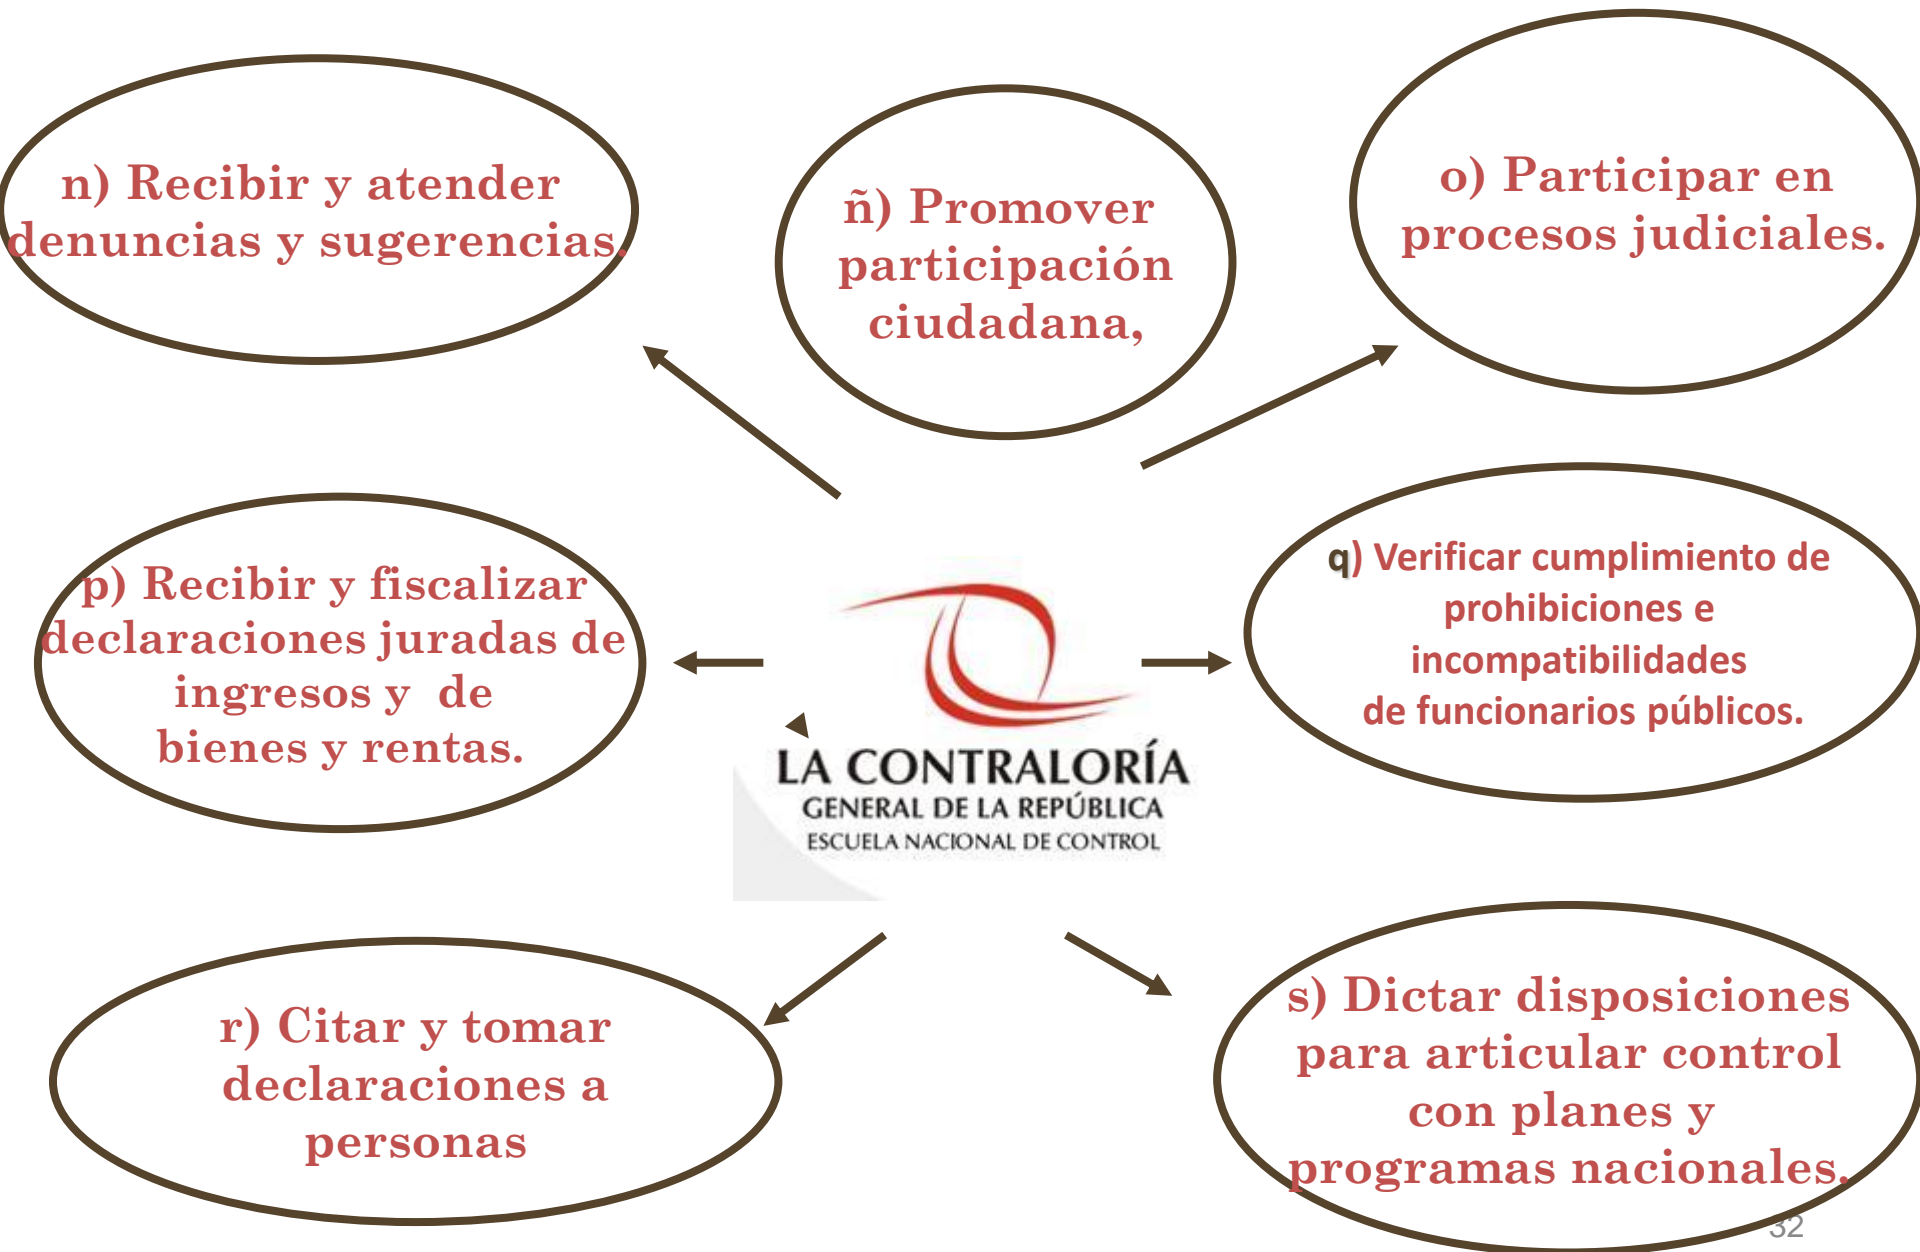 n) Recibir y atender
denuncias y sugerencias.
ñ) Promover
participación
ciudadana,
o) Participar en
procesos judiciales.
p) Recibir y fiscalizar
declaraciones juradas de
ingresos y de
bienes y rentas.
LA CONTRALORÍA
GENERAL DE LA REPÚBLICA
ESCUELA NACIONAL DE CONTROL
q) Verificar cumplimiento de
prohibiciones e
incompatibilidades
de funcionarios públicos.
r) Citar y tomar
declaraciones a
personas
s) Dictar disposiciones
para articular control
con planes y
programas nacionales.
32